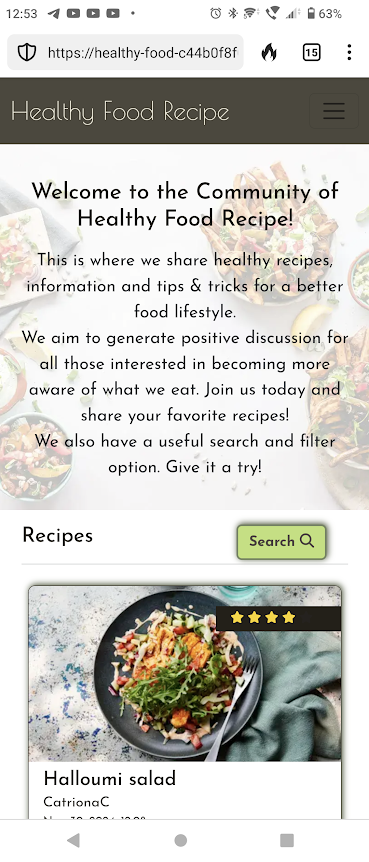 12:53
63%
https://healthy-food-c44b0f8f
15
Healthy Food Recipe
Welcome to the Community of
Healthy Food Recipe!
This is where we share healthy recipes,
information and tips & tricks for a better
food lifestyle.
We aim to generate positive discussion for
all those interested in becoming more
aware of what we eat. Join us today and
share your favorite recipes!
We also have a useful search and filter
option. Give it a try!
Recipes
Search
Halloumi salad
CatrionaC